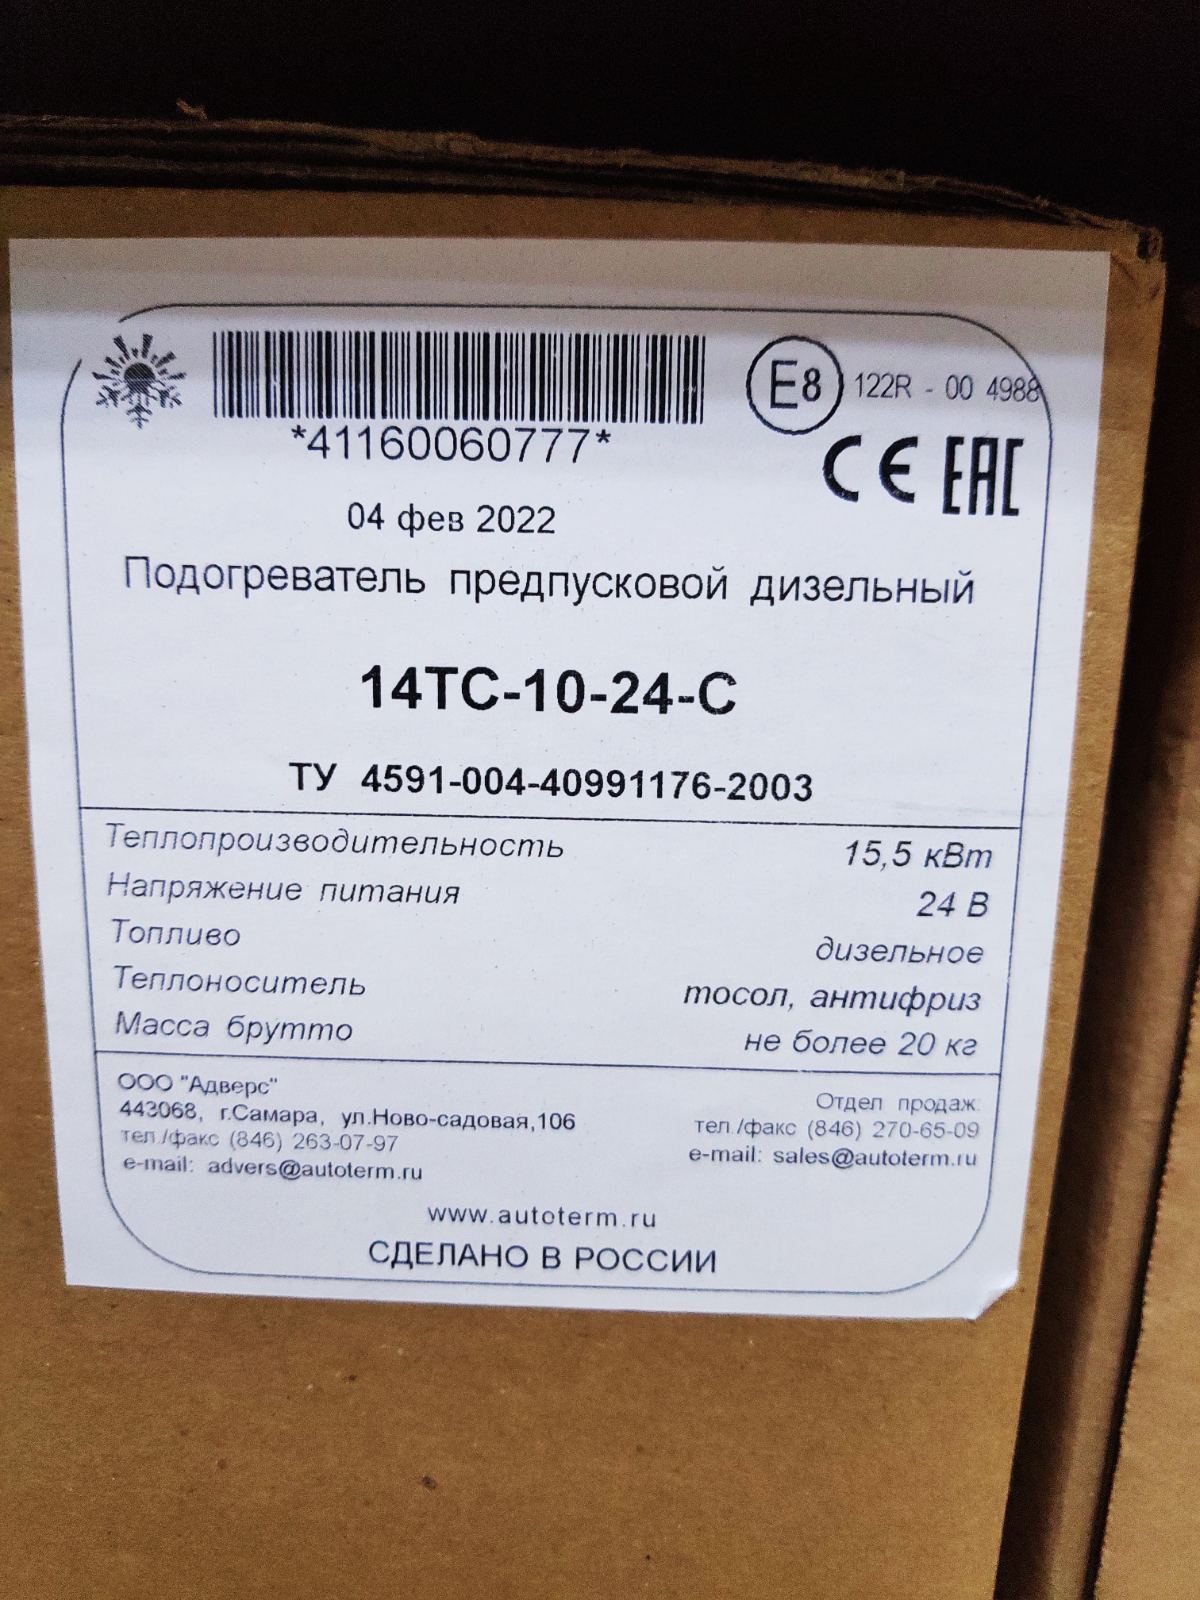 *41160060777*
E8 122R - 00 4988
CE EAC
04 фев 2022
Подогреватель предпусковой дизельный
14ТС-10-24-С
ТУ 4591-004-40991176-2003
Теплопроизводительность 15,5 кВт
Напряжение питания 24 В
Топливо дизельное
Теплоноситель тосол, антифриз
Масса брутто не более 20 кг
ООО "Адверс"
443068, г.Самара, ул.Ново-садовая,106
тел./факс (846) 263-07-97
e-mail: advers@autoterm.ru
Отдел продаж:
тел./факс (846) 270-65-09
e-mail: sales@autoterm.ru
www.autoterm.ru
СДЕЛАНО В РОССИИ